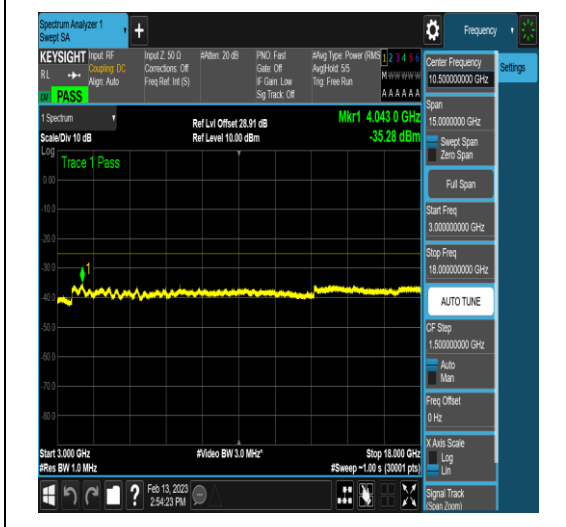 Spectrum Analyzer 1
Swept SA
Frequency
KEYSIGHT
RL
PASS
Input: RF
Coupling: DC
Align: Auto
Input Z: 50 Ω
Corrections: Off
Freq Ref: Int (S)
#Atten: 20 dB
PNO: Fast
Gate: Off
IF Gain: Low
Sig Track: Off
#Avg Type: Power (RMS)
Avg|Hold: 5/5
Trig: Free Run
1 2 3 4 5 6
M W W W W W
A A A A A A
1 Spectrum
Scale/Div 10 dB
Ref Lvl Offset 28.91 dB
Ref Level 10.00 dBm
Mkr1 4.043 0 GHz
-35.28 dBm
Log
Trace 1 Pass
0.00
-10.0
-20.0
-30.0
-40.0
-50.0
-60.0
-70.0
-80.0
1
Start 3.000 GHz
#Res BW 1.0 MHz
#Video BW 3.0 MHz*
Stop 18.000 GHz
#Sweep ~1.00 s (30001 pts)
Feb 13, 2023
2:54:23 PM
Settings
Center Frequency
10.500000000 GHz
Span
15.0000000 GHz
Swept Span
Zero Span
Full Span
Start Freq
3.000000000 GHz
Stop Freq
18.000000000 GHz
AUTO TUNE
CF Step
1.500000000 GHz
Auto
Man
Freq Offset
0 Hz
X Axis Scale
Log
Lin
Signal Track
(Span Zoom)